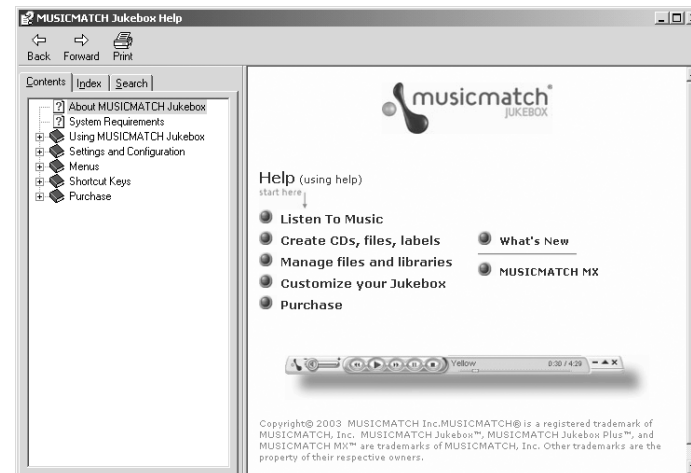 MUSICMATCH Jukebox Help
Back Forward Print
Contents Index Search
About MUSICMATCH Jukebox
System Requirements
Using MUSICMATCH Jukebox
Settings and Configuration
Menus
Shortcut Keys
Purchase
musicmatch®
JUKEBOX
Help (using help)
start here
Listen To Music
Create CDs, files, labels
Manage files and libraries
Customize your Jukebox
Purchase
What's New
MUSICMATCH MX
Yellow 0:30 / 4:29
Copyright© 2003 MUSICMATCH Inc.MUSICMATCH® is a registered trademark of
MUSICMATCH, Inc. MUSICMATCH Jukebox™, MUSICMATCH Jukebox Plus™, and
MUSICMATCH MX™ are trademarks of MUSICMATCH, Inc. Other trademarks are the
property of their respective owners.